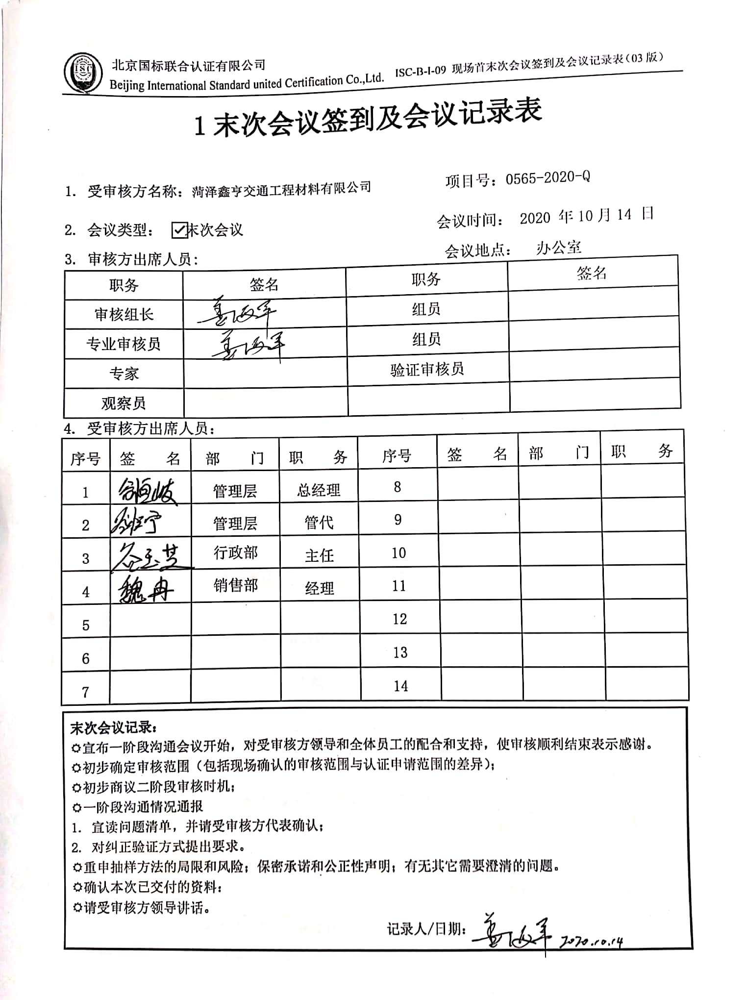 北京国标联合认证有限公司
Beijing International Standard united Certification Co.,Ltd. ISC-B-I-09 现场首末次会议签到及会议记录表(03版)
ISC
1 末次会议签到及会议记录表
1. 受审核方名称：菏泽鑫亨交通工程材料有限公司 项目号：0565-2020-Q
2. 会议类型： 末次会议 会议时间： 2020 年 10 月 14 日
3. 审核方出席人员： 会议地点： 办公室
职务 签名 职务 签名
审核组长 姜海军 组员
专业审核员 姜海军 组员
专家 验证审核员
观察员
4. 受审核方出席人员：
序号 签 名 部 门 职 务 序号 签 名 部 门 职 务
1 管理层 总经理 8
2 管理层 管代 9
3 谷玉芝 行政部 主任 10
4 魏冉 销售部 经理 11
5 12
6 13
7 14
末次会议记录：
✡宣布一阶段沟通会议开始，对受审核方领导和全体员工的配合和支持，使审核顺利结束表示感谢。
✡初步确定审核范围（包括现场确认的审核范围与认证申请范围的差异）；
✡初步商议二阶段审核时机；
✡一阶段沟通情况通报
1. 宣读问题清单，并请受审核方代表确认；
2. 对纠正验证方式提出要求。
✡重申抽样方法的局限和风险；保密承诺和公正性声明；有无其它需要澄清的问题。
✡确认本次已交付的资料：
✡请受审核方领导讲话。
记录人/日期： 姜海军 2020.10.14